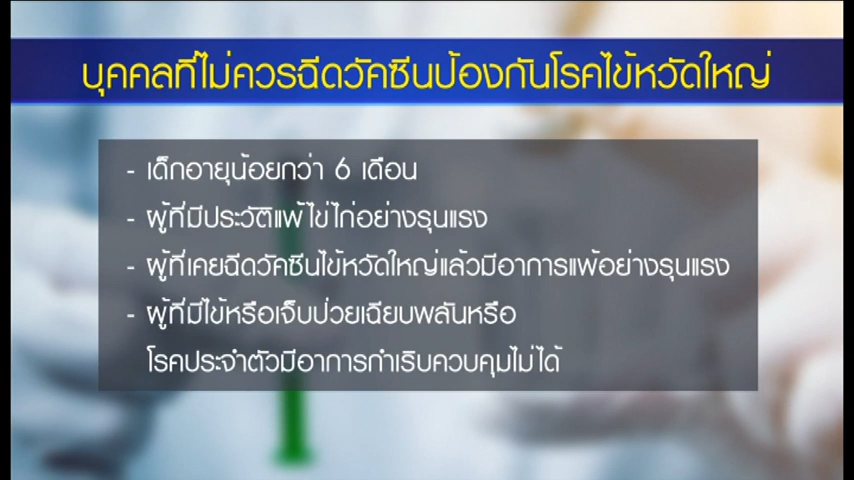 บุคคลที่ไม่ควรฉีดวัคซีนป้องกันโรคไข้หวัดใหญ่
- เด็กอายุน้อยกว่า 6 เดือน
- ผู้ที่มีประวัติแพ้ไข่ไก่อย่างรุนแรง
- ผู้ที่เคยฉีดวัคซีนไข้หวัดใหญ่แล้วมีอาการแพ้อย่างรุนแรง
- ผู้ที่มีไข้หรือเจ็บป่วยเฉียบพลันหรือ
โรคประจำตัวมีอาการกำเริบควบคุมไม่ได้